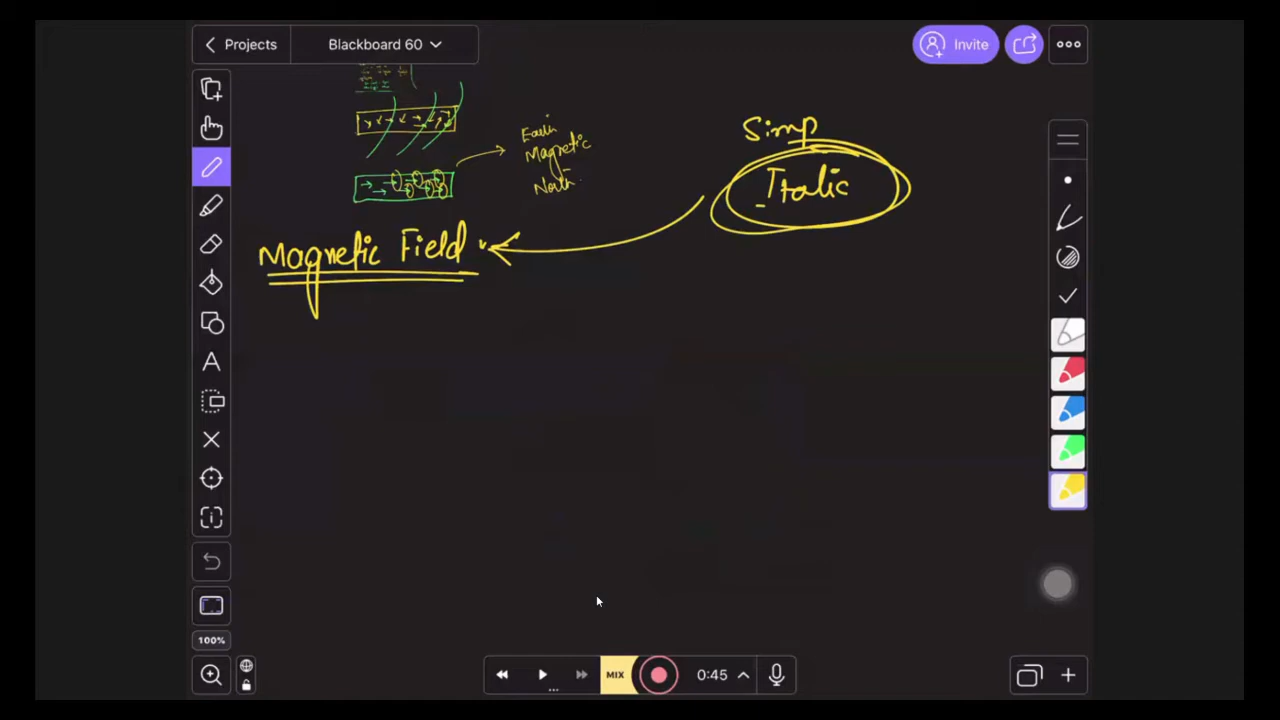 Projects
Blackboard 60
Invite
Earth
Magnetic
North
Simp
Italic
Magnetic Field
A
100%
MIX
0:45